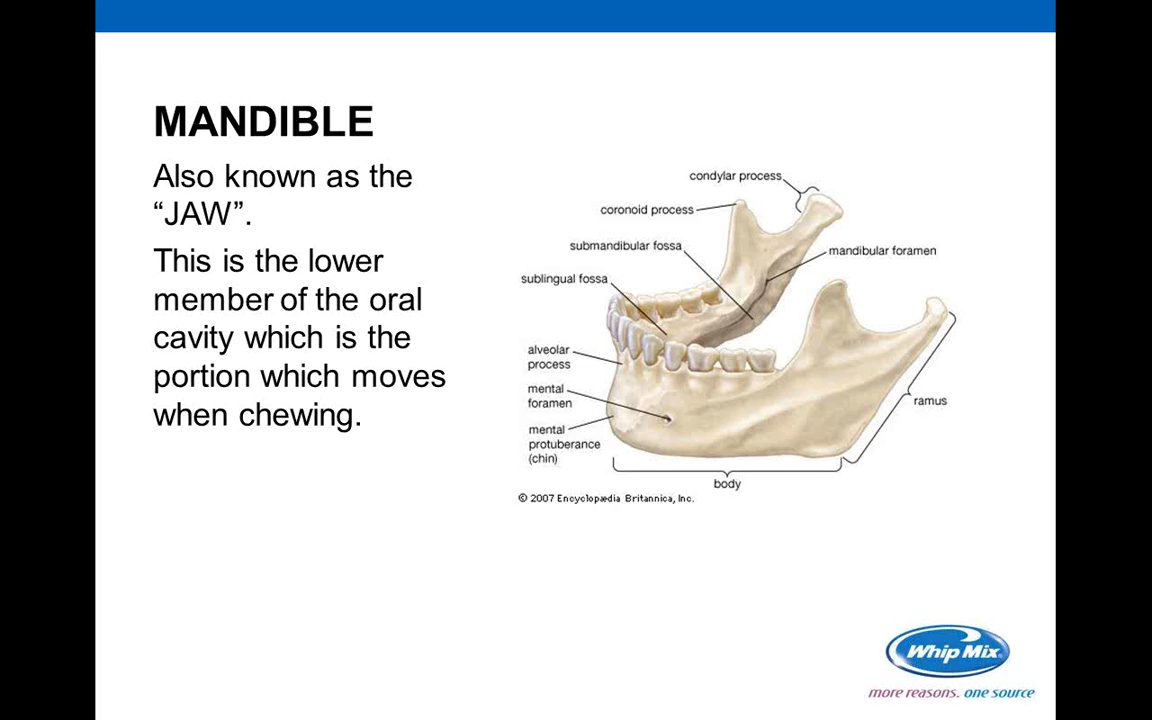 MANDIBLE
Also known as the
“JAW”.
This is the lower
member of the oral
cavity which is the
portion which moves
when chewing.
condylar process
coronoid process
submandibular fossa
mandibular foramen
sublingual fossa
alveolar
process
mental
foramen
ramus
mental
protuberance
(chin)
body
© 2007 Encyclopædia Britannica, Inc.
Whip Mix®
more reasons. one source